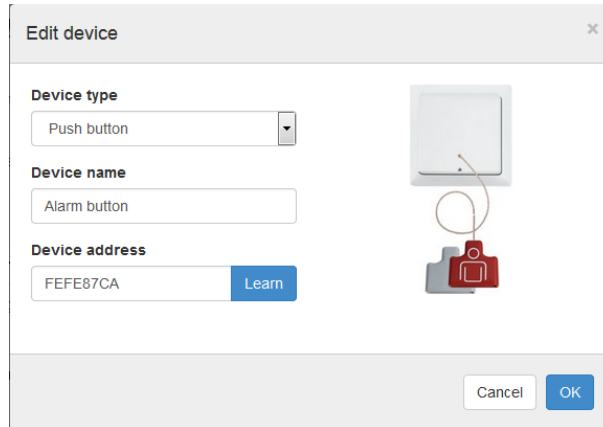 Edit device
×
Device type
Push button
Device name
Alarm button
Device address
FEFE87CA
Learn
Cancel
OK